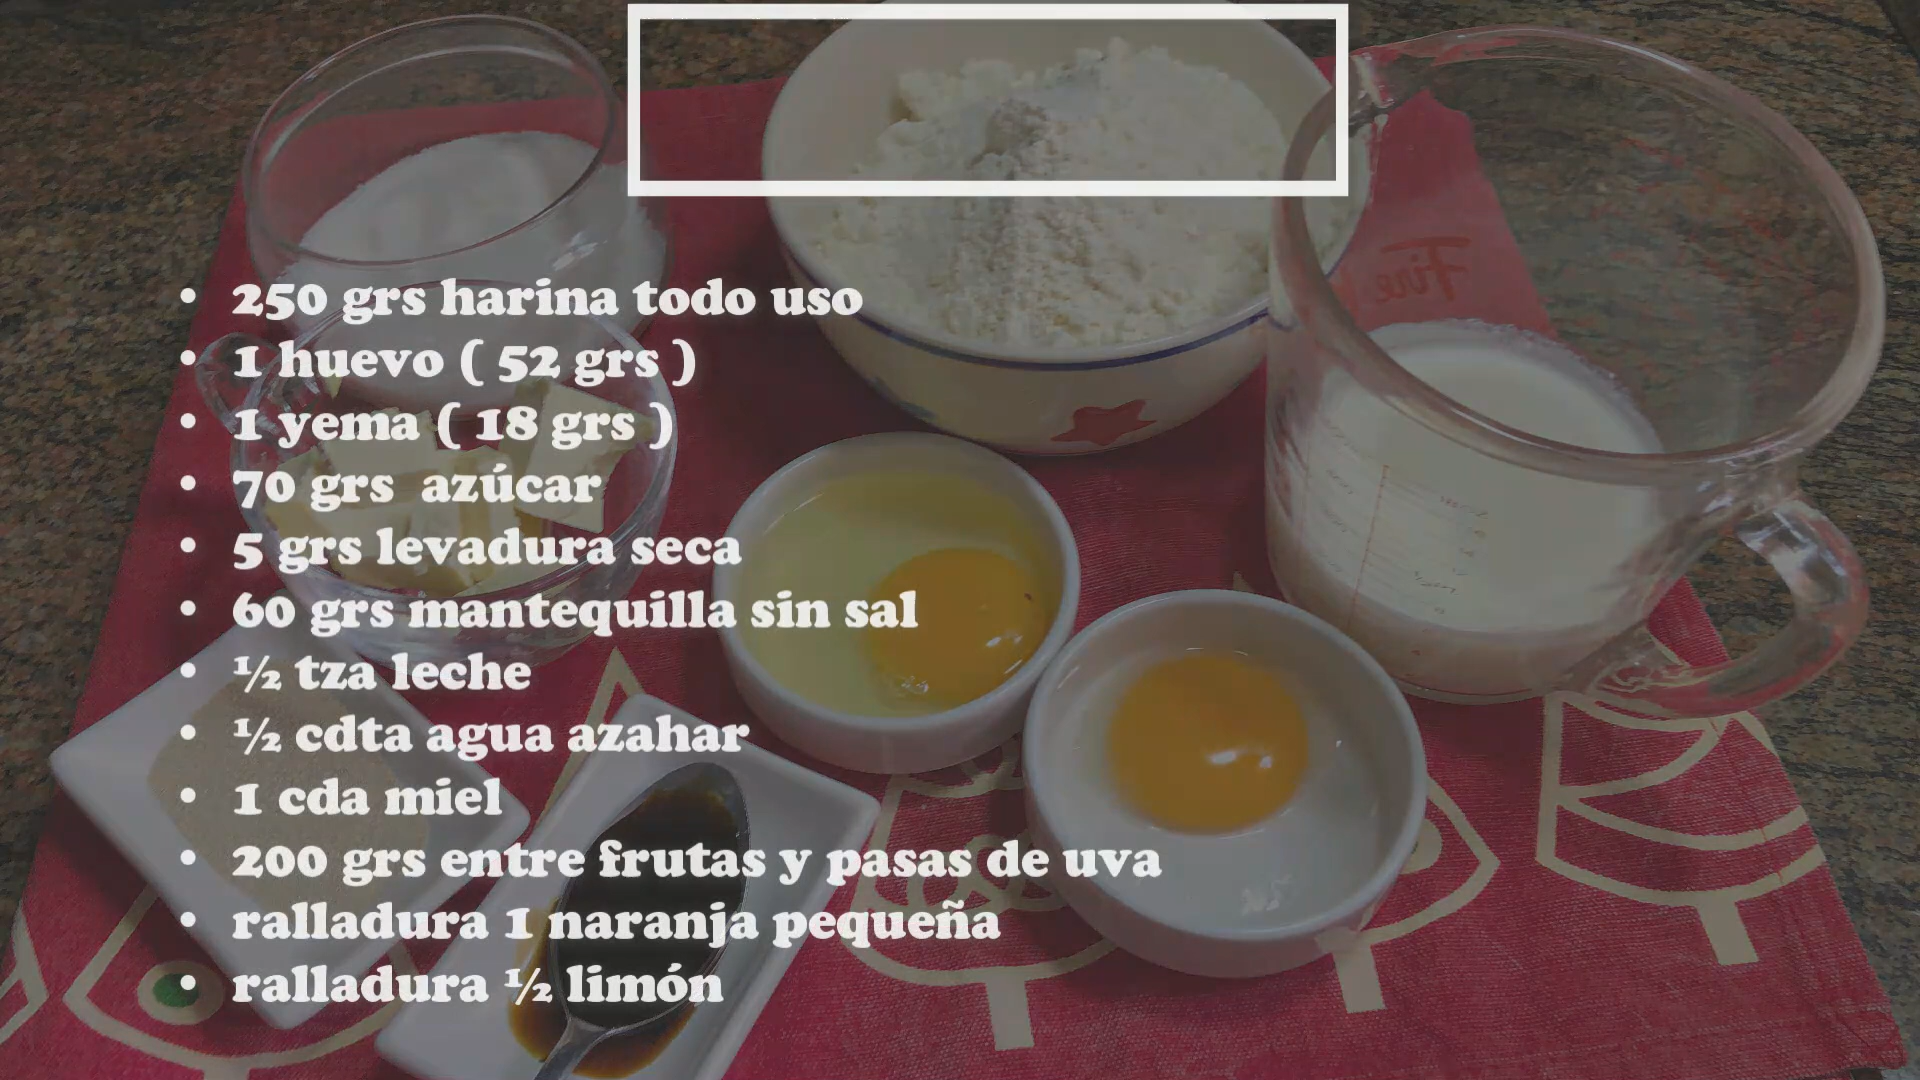 250 grs harina todo uso
1 huevo ( 52 grs )
1 yema ( 18 grs )
70 grs azúcar
5 grs levadura seca
60 grs mantequilla sin sal
½ tza leche
½ cdta agua azahar
1 cda miel
200 grs entre frutas y pasas de uva
ralladura 1 naranja pequeña
ralladura ½ limón